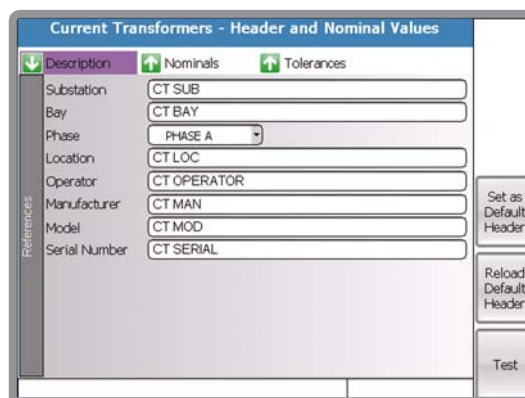 Current Transformers - Header and Nominal Values
Description Nominals Tolerances
Substation CT SUB
Bay CT BAY
Phase PHASE A
Location CT LOC
Operator CT OPERATOR
Manufacturer CT MAN
Model CT MOD
Serial Number CT SERIAL
References
Set as
Default
Header
Reload
Default
Header
Test